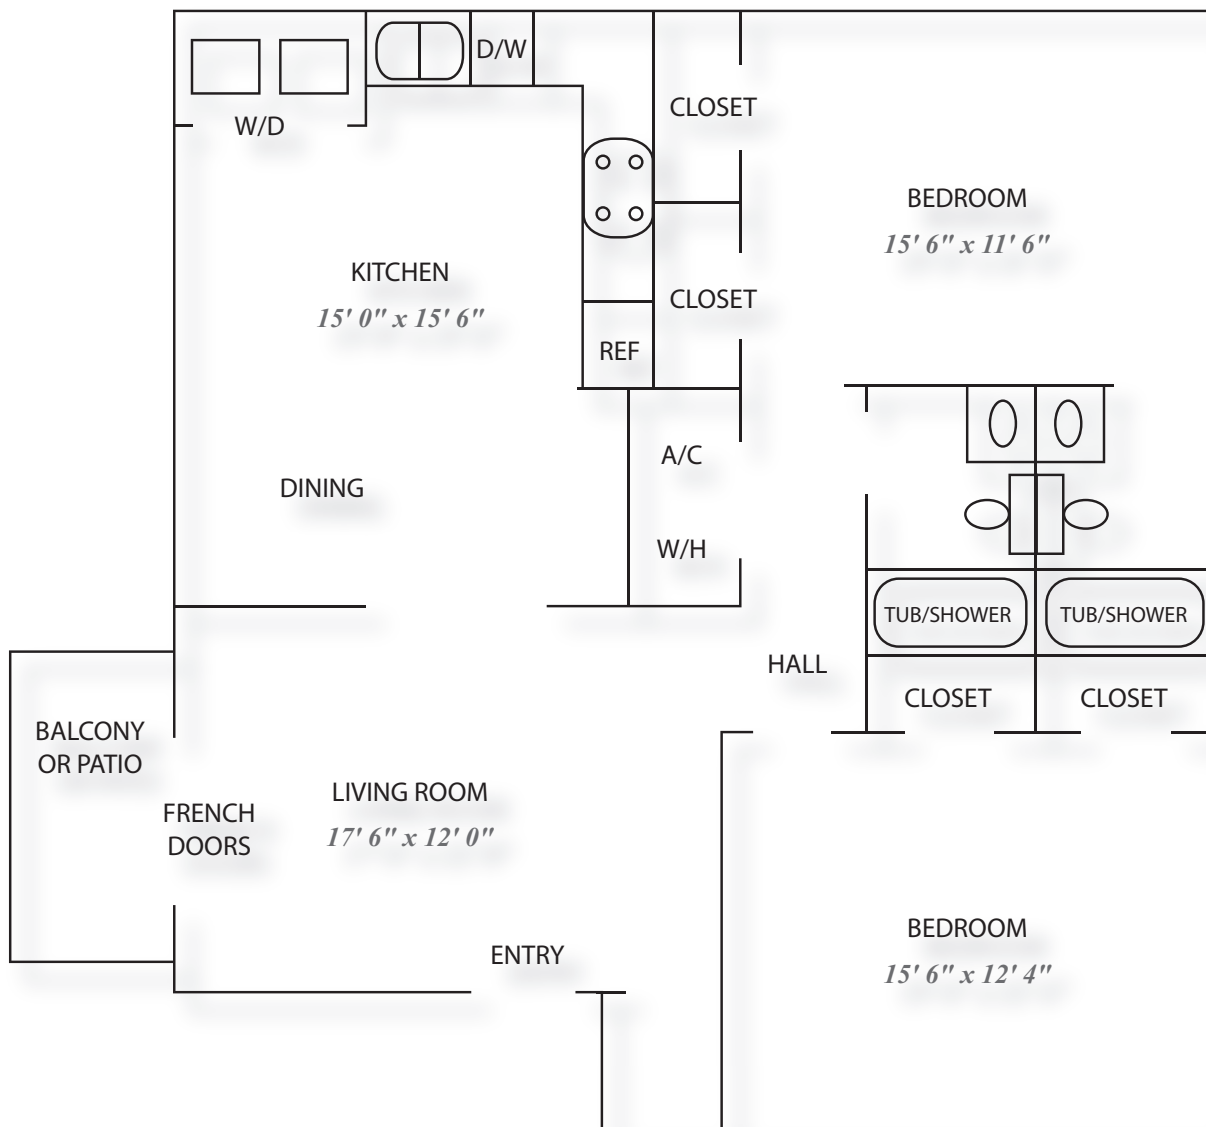 D/W
W/D
CLOSET
BEDROOM
15' 6" x 11' 6"
KITCHEN
15' 0" x 15' 6"
CLOSET
REF
A/C
DINING
W/H
TUB/SHOWER
TUB/SHOWER
HALL
CLOSET
CLOSET
BALCONY
OR PATIO
FRENCH
DOORS
LIVING ROOM
17' 6" x 12' 0"
ENTRY
BEDROOM
15' 6" x 12' 4"